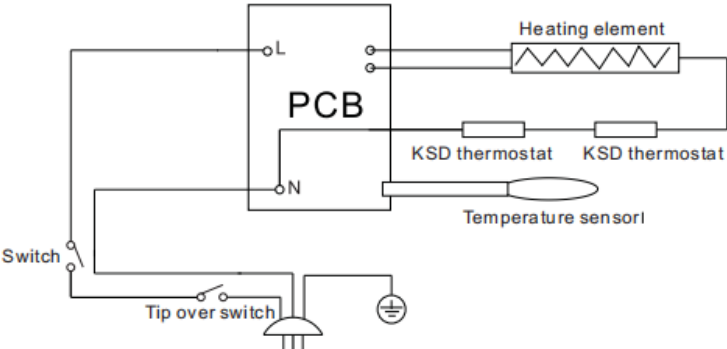 Heating element
L
PCB
KSD thermostat
KSD thermostat
N
Temperature sensorl
Switch
Tip over switch